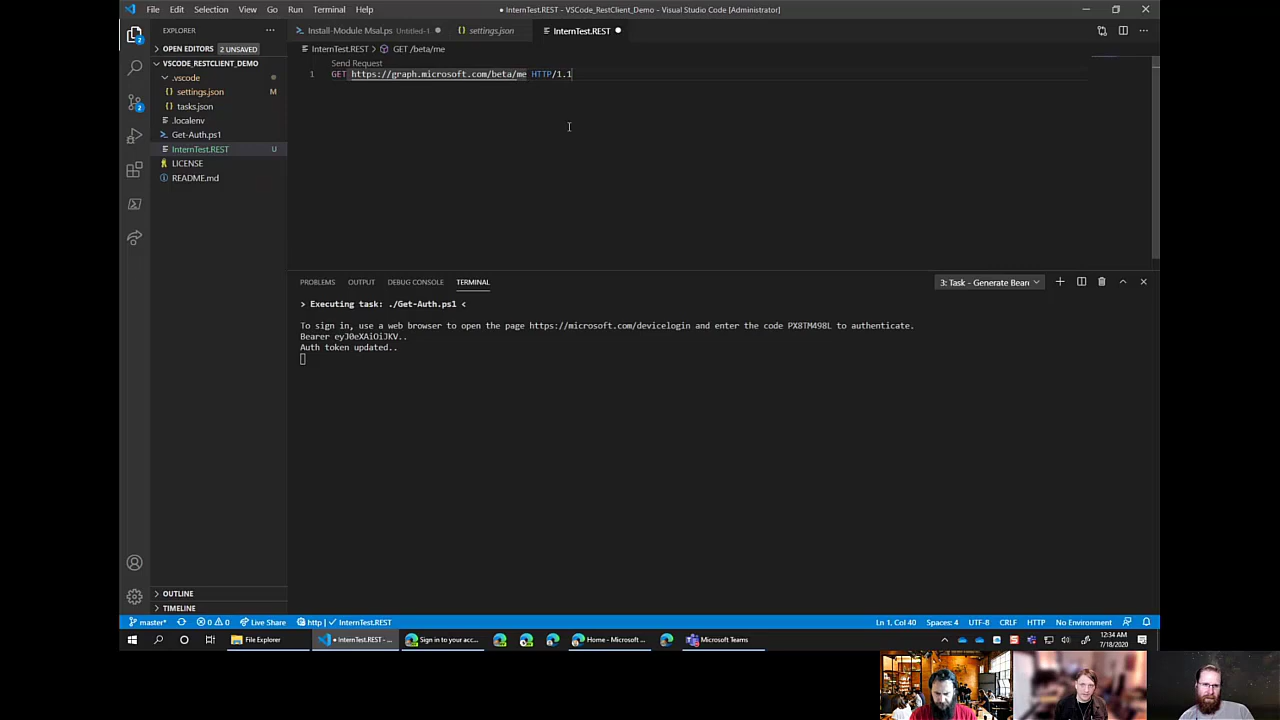 File Edit Selection View Go Run Terminal Help
● InternTest.REST - VSCode_RestClient_Demo - Visual Studio Code [Administrator]
EXPLORER
OPEN EDITORS 2 UNSAVED
VSCODE_RESTCLIENT_DEMO
.vscode
settings.json M
tasks.json
.localenv
Get-Auth.ps1
InternTest.REST U
LICENSE
README.md
OUTLINE
TIMELINE
Install-Module Msal.ps Untitled-1 ●
settings.json
InternTest.REST ●
InternTest.REST > GET /beta/me
Send Request
1 GET https://graph.microsoft.com/beta/me HTTP/1.1
PROBLEMS OUTPUT DEBUG CONSOLE TERMINAL
3: Task - Generate Bear
> Executing task: ./Get-Auth.ps1 <
To sign in, use a web browser to open the page https://microsoft.com/devicelogin and enter the code PX8TM498L to authenticate.
Bearer eyJ0eXAiOiJKV..
Auth token updated..
master* 0 0 Live Share http | InternTest.REST
Ln 1, Col 40 Spaces: 4 UTF-8 CRLF HTTP No Environment
File Explorer
● InternTest.REST - ...
Sign in to your acc...
Home - Microsoft ...
Microsoft Teams
12:34 AM
7/18/2020